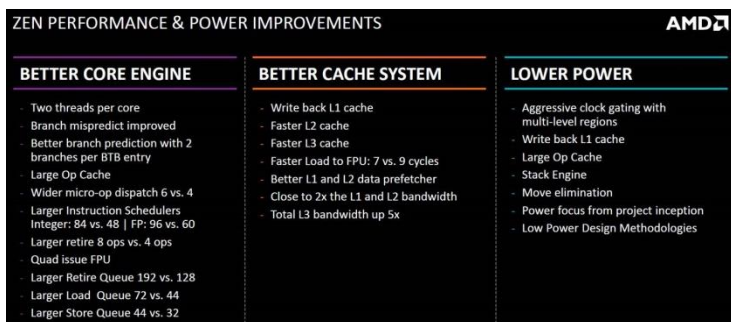 ZEN PERFORMANCE & POWER IMPROVEMENTS
AMD
BETTER CORE ENGINE
- Two threads per core
- Branch mispredict improved
- Better branch prediction with 2
branches per BTB entry
- Large Op Cache
- Wider micro-op dispatch 6 vs. 4
- Larger Instruction Schedulers
Integer: 84 vs. 48 | FP: 96 vs. 60
- Larger retire 8 ops vs. 4 ops
- Quad issue FPU
- Larger Retire Queue 192 vs. 128
- Larger Load Queue 72 vs. 44
- Larger Store Queue 44 vs. 32
BETTER CACHE SYSTEM
- Write back L1 cache
- Faster L2 cache
- Faster L3 cache
- Faster Load to FPU: 7 vs. 9 cycles
- Better L1 and L2 data prefetcher
- Close to 2x the L1 and L2 bandwidth
- Total L3 bandwidth up 5x
LOWER POWER
- Aggressive clock gating with
multi-level regions
- Write back L1 cache
- Large Op Cache
- Stack Engine
- Move elimination
- Power focus from project inception
- Low Power Design Methodologies